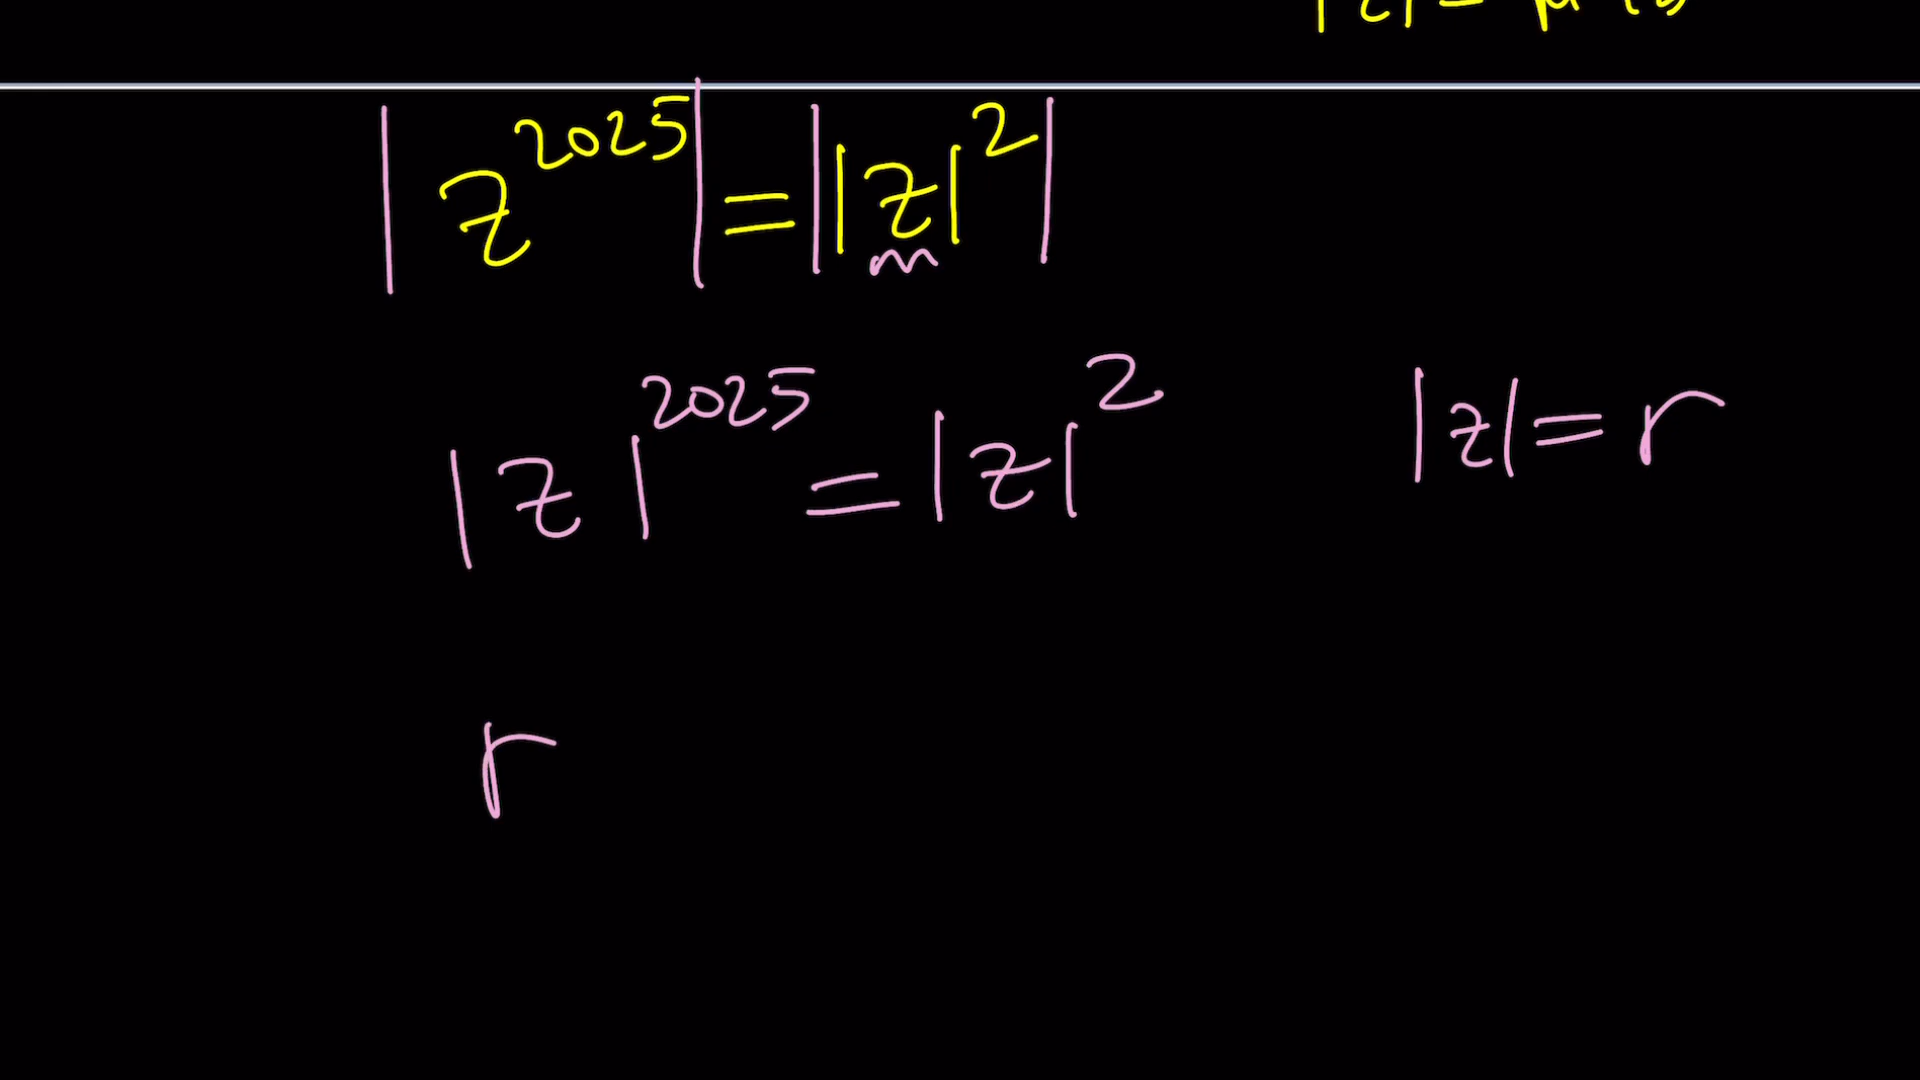 |z^2025| = ||z|^2|
|z|^2025 = |z|^2 |z| = r
r